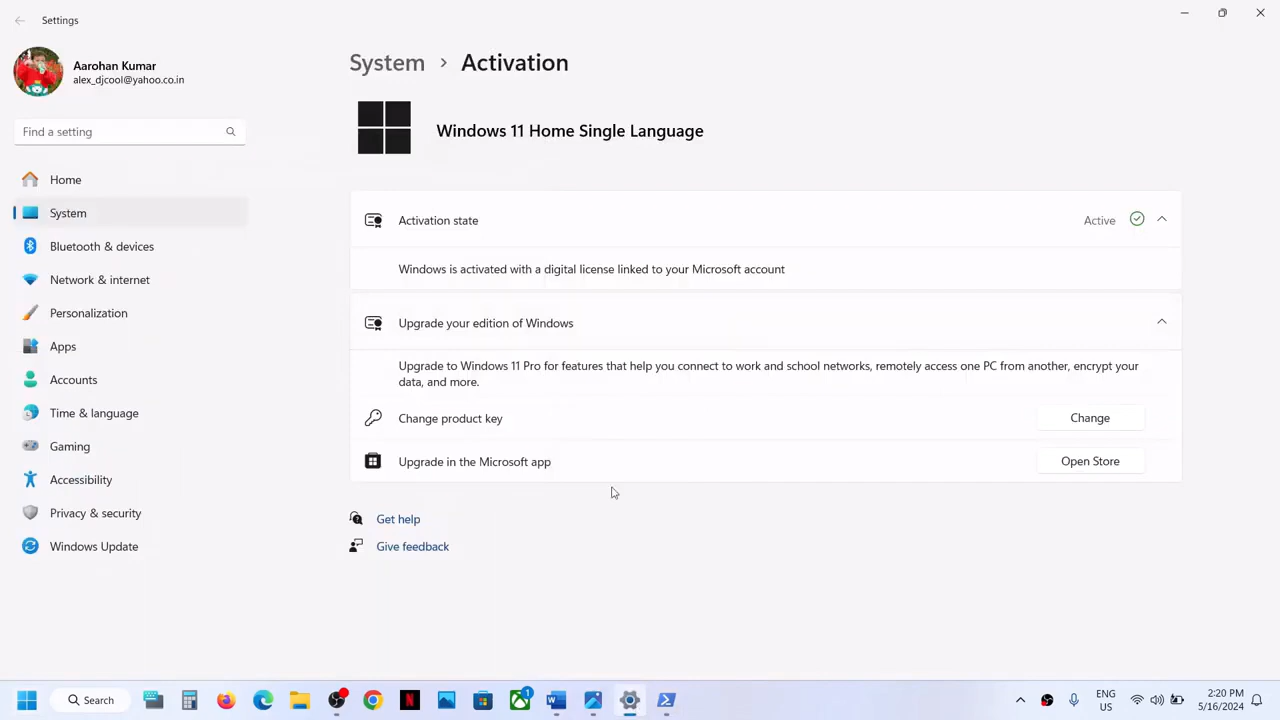 Settings
Aarohan Kumar
alex_djcool@yahoo.co.in
Find a setting
Home
System
Bluetooth & devices
Network & internet
Personalization
Apps
Accounts
Time & language
Gaming
Accessibility
Privacy & security
Windows Update
System > Activation
Windows 11 Home Single Language
Activation state Active
Windows is activated with a digital license linked to your Microsoft account
Upgrade your edition of Windows
Upgrade to Windows 11 Pro for features that help you connect to work and school networks, remotely access one PC from another, encrypt your
data, and more.
Change product key Change
Upgrade in the Microsoft app Open Store
Get help
Give feedback
Search
N
1
W
ENG
US
2:20 PM
5/16/2024